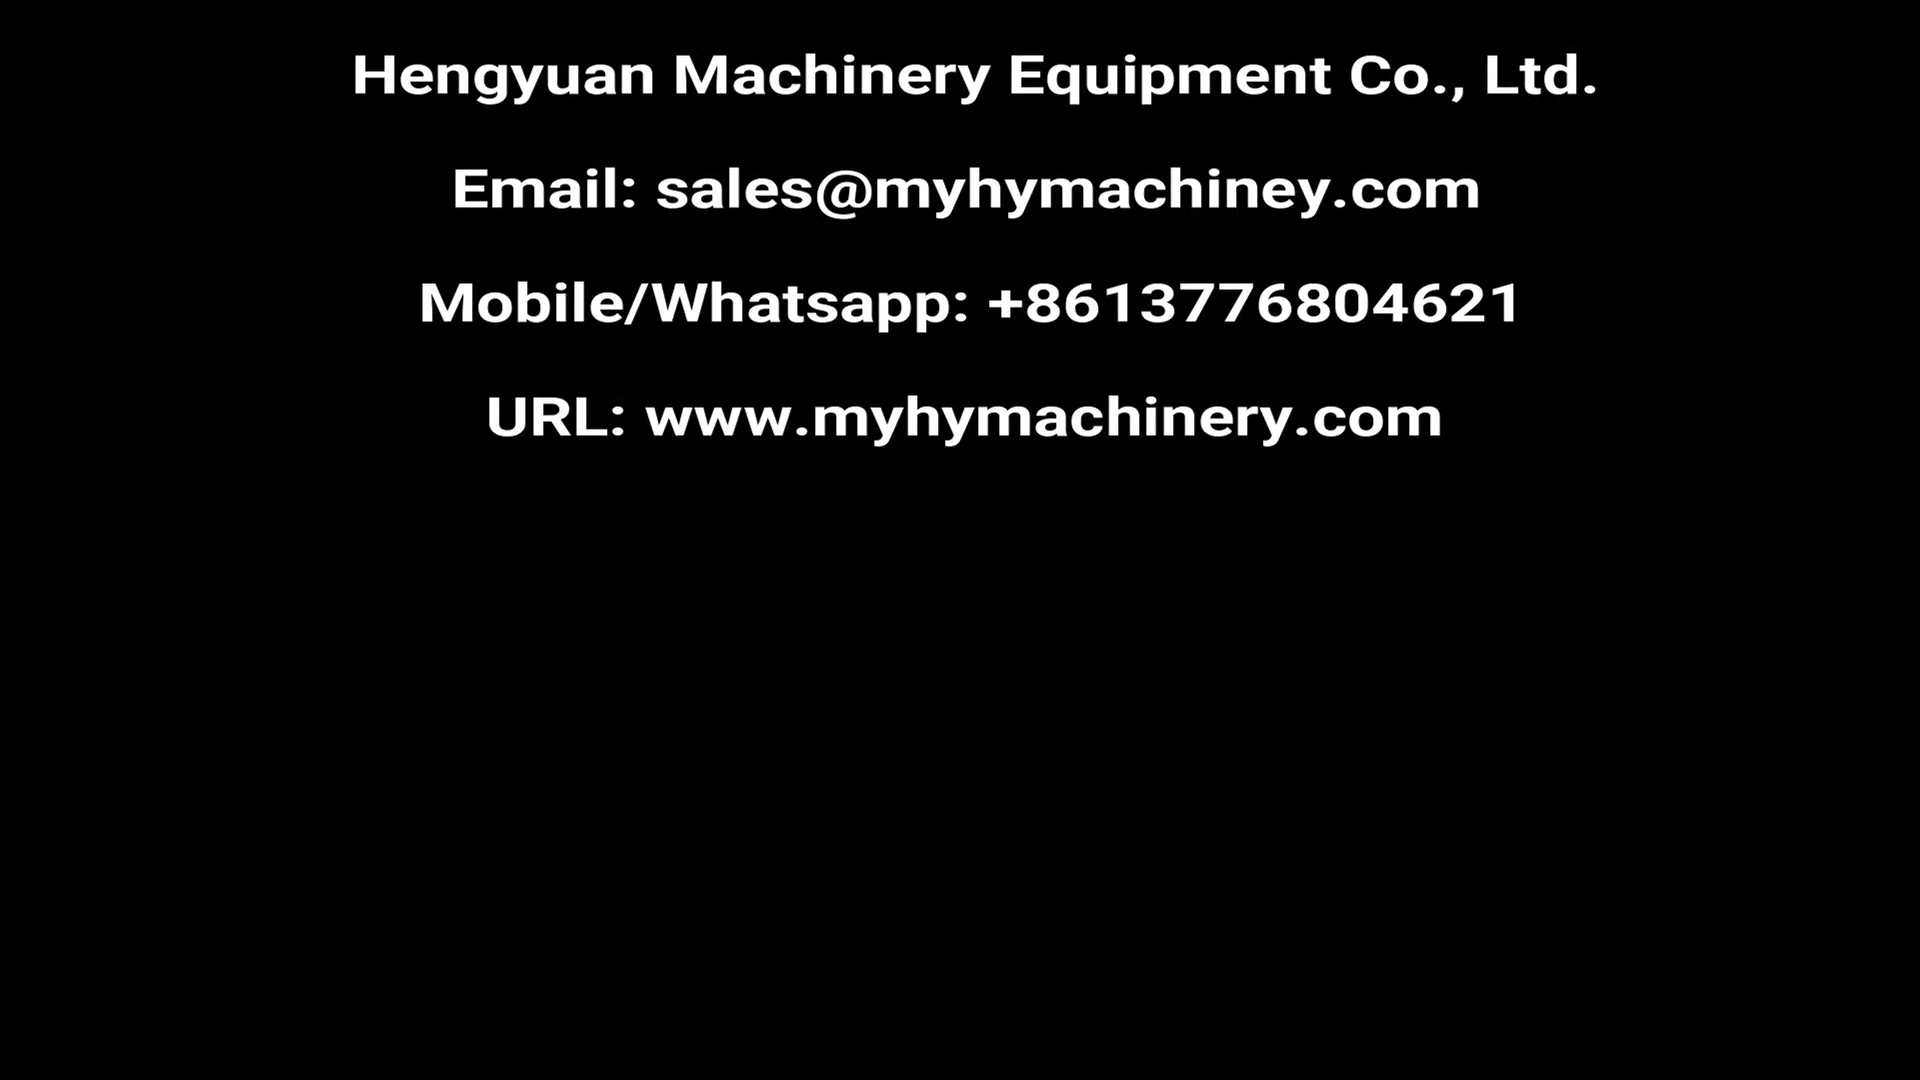 Hengyuan Machinery Equipment Co., Ltd.
Email: sales@myhymachiney.com
Mobile/Whatsapp: +8613776804621
URL: www.myhymachinery.com